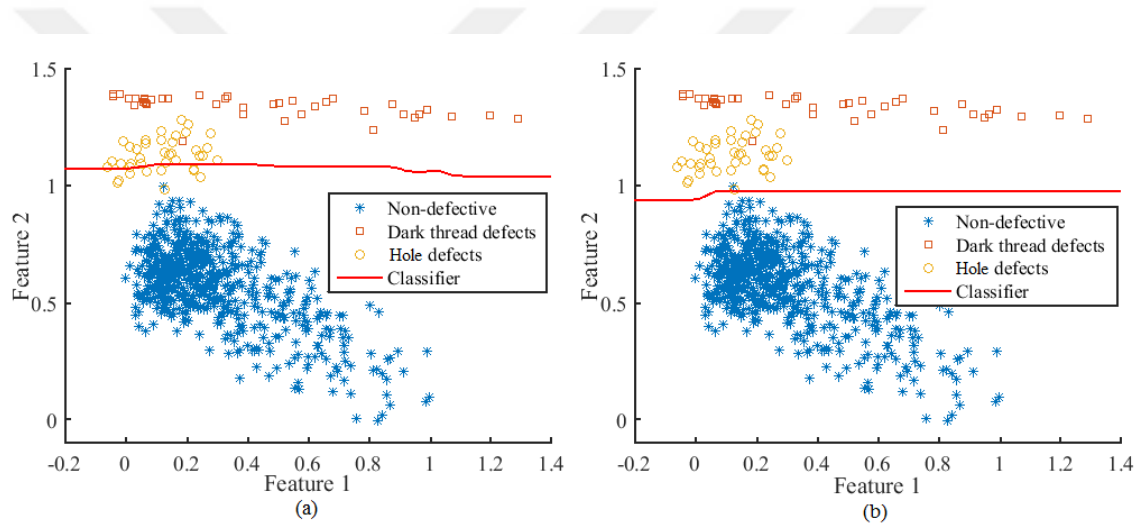 1.5
1
0.5
0
Feature 2
Non-defective
Dark thread defects
Hole defects
Classifier
-0.2 0 0.2 0.4 0.6 0.8 1 1.2 1.4
Feature 1
(a)
1.5
1
0.5
0
Feature 2
Non-defective
Dark thread defects
Hole defects
Classifier
-0.2 0 0.2 0.4 0.6 0.8 1 1.2 1.4
Feature 1
(b)